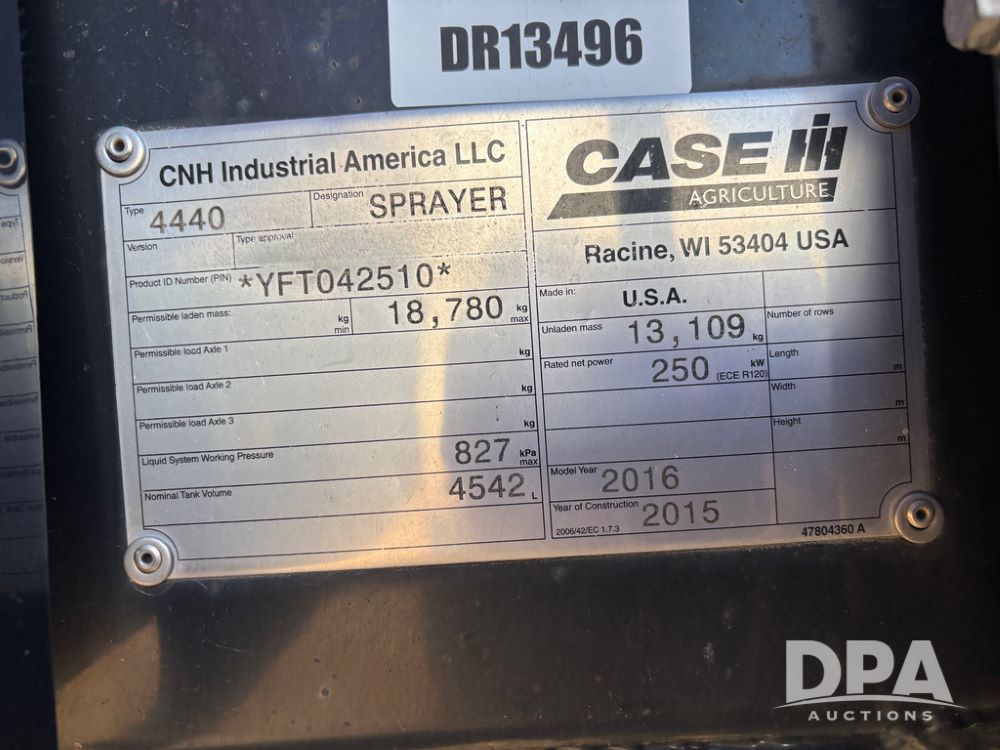 DR13496
CNH Industrial America LLC
Type 4440
Designation SPRAYER
Version
Type approval
Product ID Number (PIN) *YFT042510*
Permissible laden mass: kg min 18,780 kg max
Permissible load Axle 1 kg
Permissible load Axle 2 kg
Permissible load Axle 3 kg
Liquid System Working Pressure 827 kPa max
Nominal Tank Volume 4542 L
CASE IH
AGRICULTURE
Racine, WI 53404 USA
Made in: U.S.A.
Unladen mass 13,109 kg
Number of rows
Rated net power 250 kW (ECE R120)
Length m
Width m
Height m
Model Year 2016
Year of Construction 2015
2006/42/EC 1.7.3
47804360 A
DPA
AUCTIONS